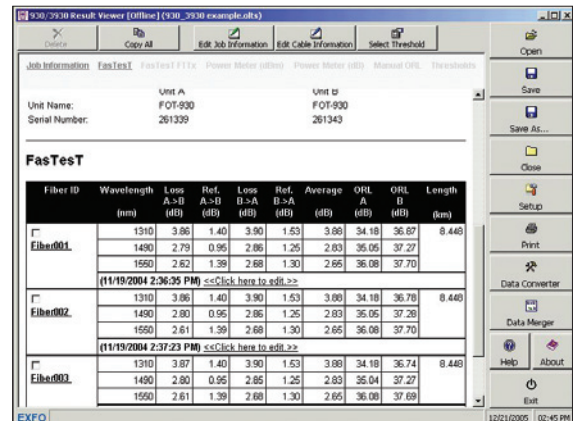 930/3930 Result Viewer [Offline] (930_3930 example.olts)
Delete Copy All Edit Job Information Edit Cable Information Select Threshold
Open
Save
Save As...
Close
Setup
Print
Data Converter
Data Merger
Help About
Exit
Job Information FasTesT FasTesT FTTx Power Meter (dBm) Power Meter (dB) Manual ORL Thresholds
Unit A Unit B
Unit Name: FOT-930 FOT-930
Serial Number: 261339 261343
FasTesT
Fiber ID Wavelength (nm) Loss A->B (dB) Ref. A->B (dB) Loss B->A (dB) Ref. B->A (dB) Average (dB) ORL A (dB) ORL B (dB) Length (km)
Fiber001 1310 3.86 1.40 3.90 1.53 3.88 34.18 36.87 8.448
1490 2.79 0.95 2.86 1.25 2.83 35.05 37.27
1550 2.62 1.39 2.68 1.30 2.65 36.08 37.70
(11/19/2004 2:36:35 PM) <<Click here to edit.>>
Fiber002 1310 3.86 1.40 3.90 1.53 3.88 34.18 36.78 8.448
1490 2.80 0.95 2.86 1.25 2.83 35.05 37.28
1550 2.61 1.39 2.68 1.30 2.65 36.08 37.70
(11/19/2004 2:37:23 PM) <<Click here to edit.>>
Fiber003 1310 3.87 1.40 3.90 1.53 3.88 34.18 36.74 8.448
1490 2.80 0.95 2.85 1.25 2.83 35.04 37.27
1550 2.61 1.39 2.68 1.30 2.65 36.08 37.69
EXFO 12/21/2005 02:45 PM